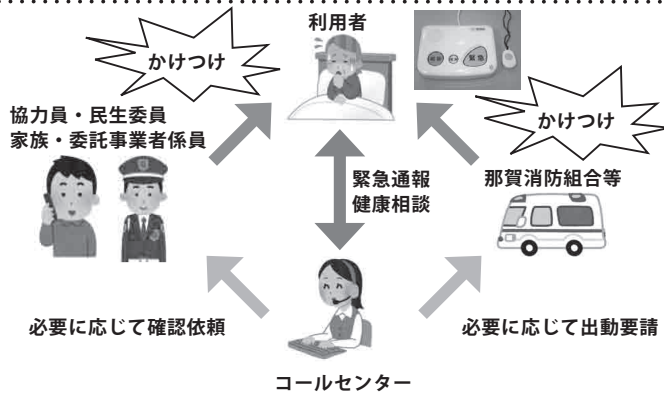 利用者
かけつけ
協力員・民生委員
家族・委託事業者係員
緊急
かけつけ
緊急通報
健康相談
那賀消防組合等
必要に応じて確認依頼
必要に応じて出動要請
コールセンター